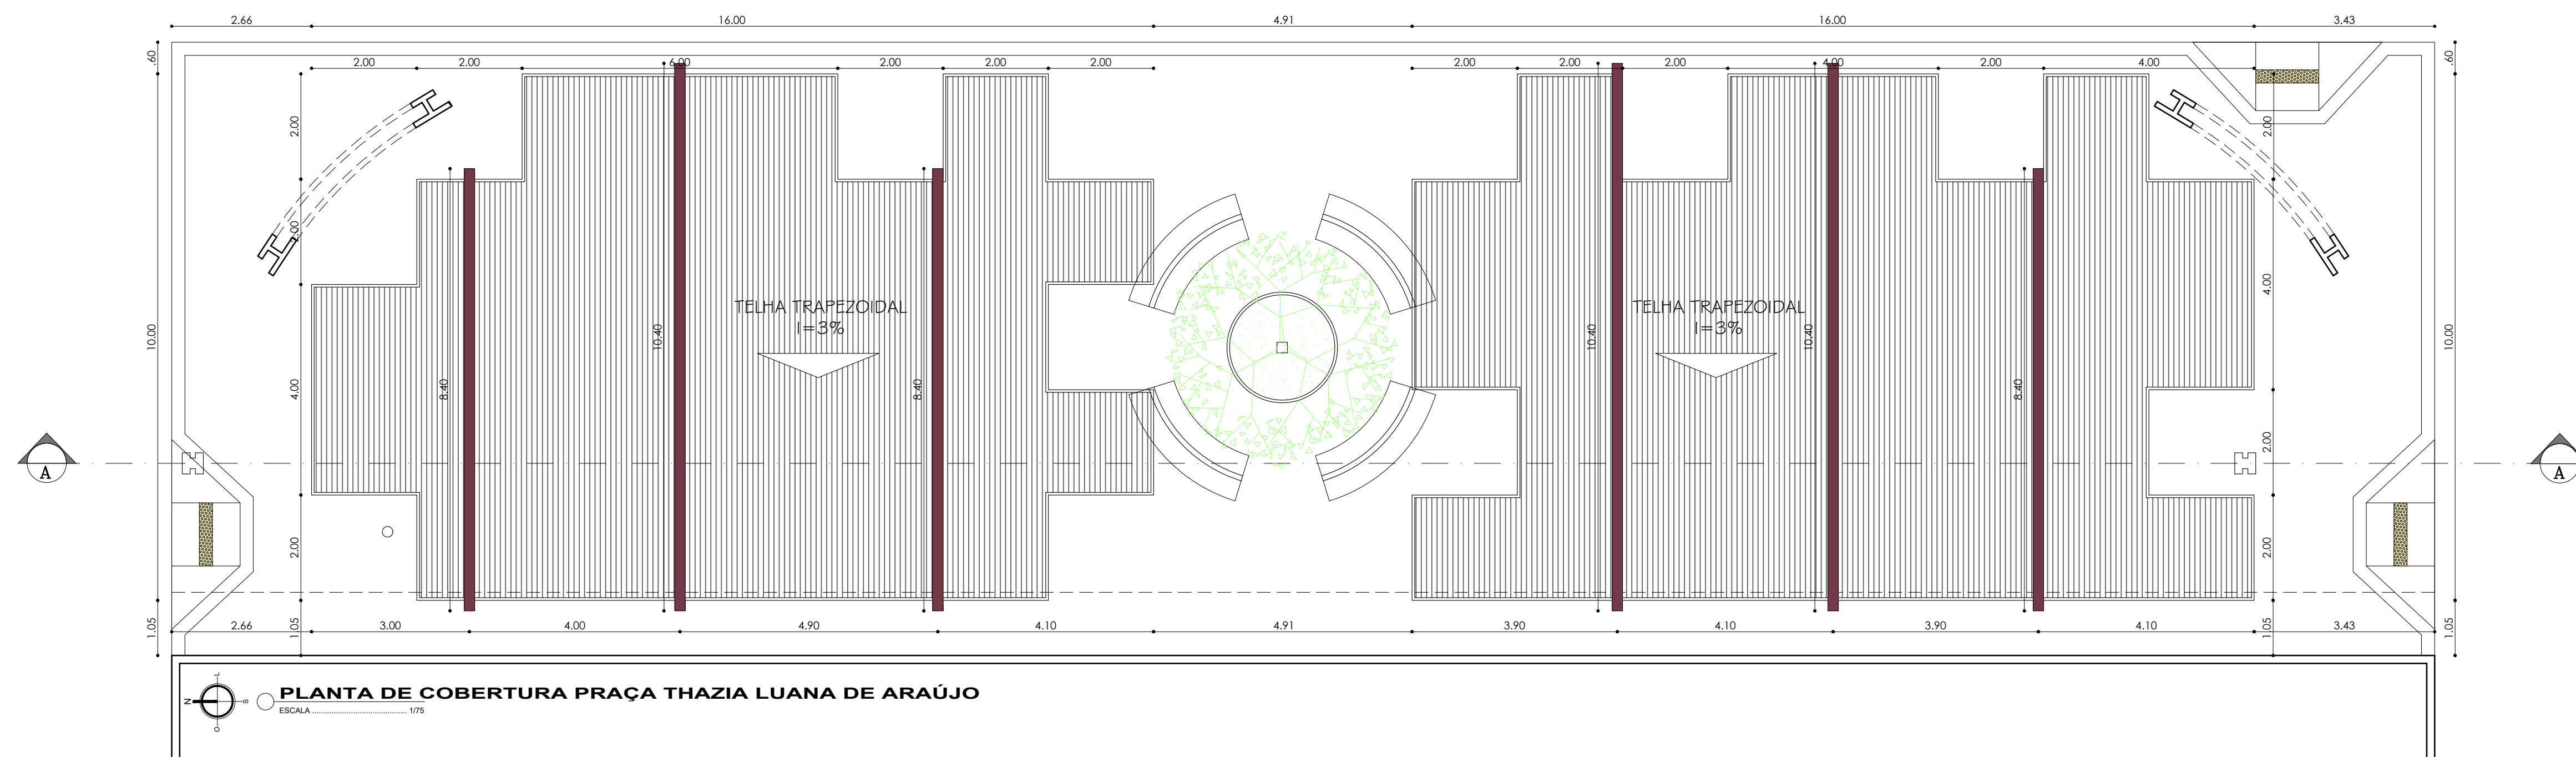 2.66 16.00 4.91 16.00 3.43
.60 2.00 2.00 6.00 2.00 2.00 2.00 2.00 2.00 2.00 4.00 2.00 4.00 .60
2.00 2.00
2.00
4.00
TELHA TRAPEZOIDAL TELHA TRAPEZOIDAL
I=3% I=3%
10.00 10.40 10.40 10.40 10.00
4.00 8.40 8.40 8.40
2.00
A A
2.00 2.00
1.05 2.66 1.05 3.00 4.00 4.90 4.10 4.91 3.90 4.10 3.90 4.10 1.05 3.43 1.05
L
PLANTA DE COBERTURA PRAÇA THAZIA LUANA DE ARAÚJO
N S
ESCALA ........................................ 1/75
O